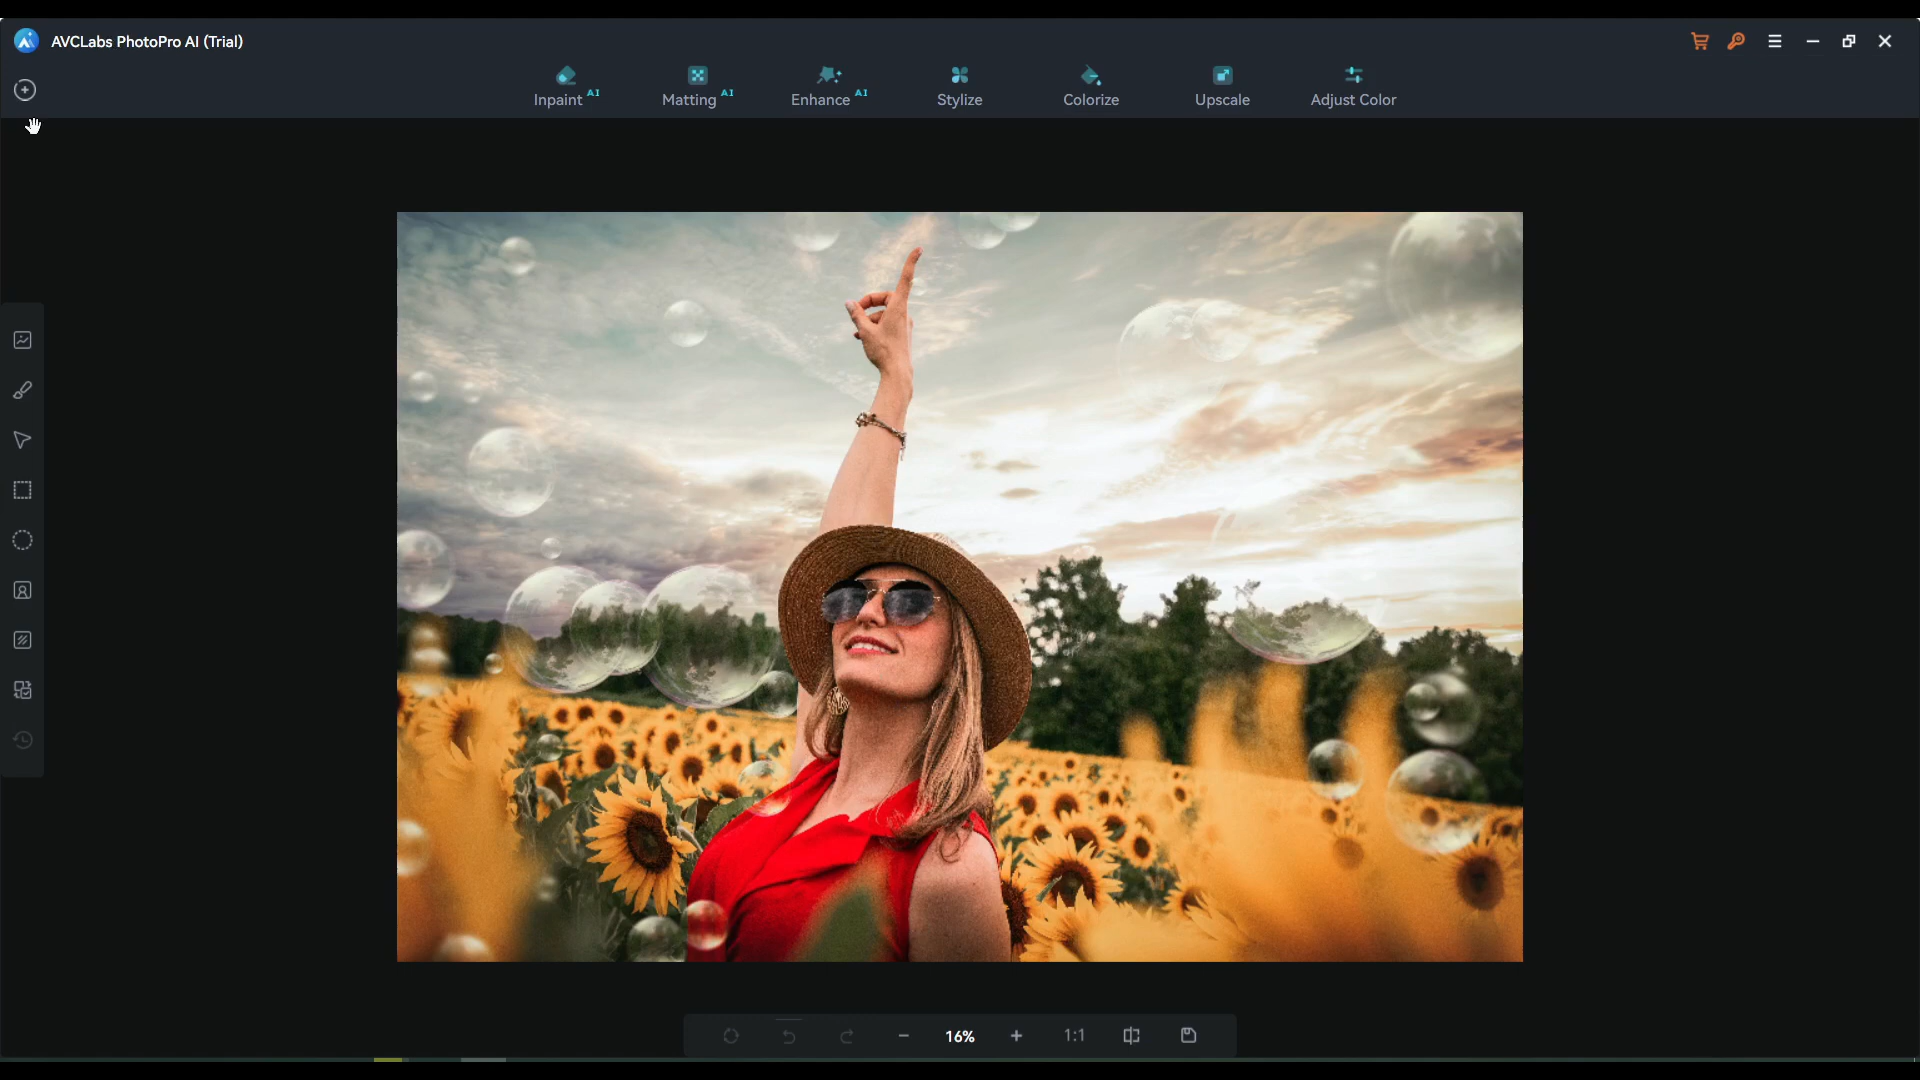 AVCLabs PhotoPro AI (Trial)
Inpaint AI
Matting AI
Enhance AI
Stylize
Colorize
Upscale
Adjust Color
16%
1:1